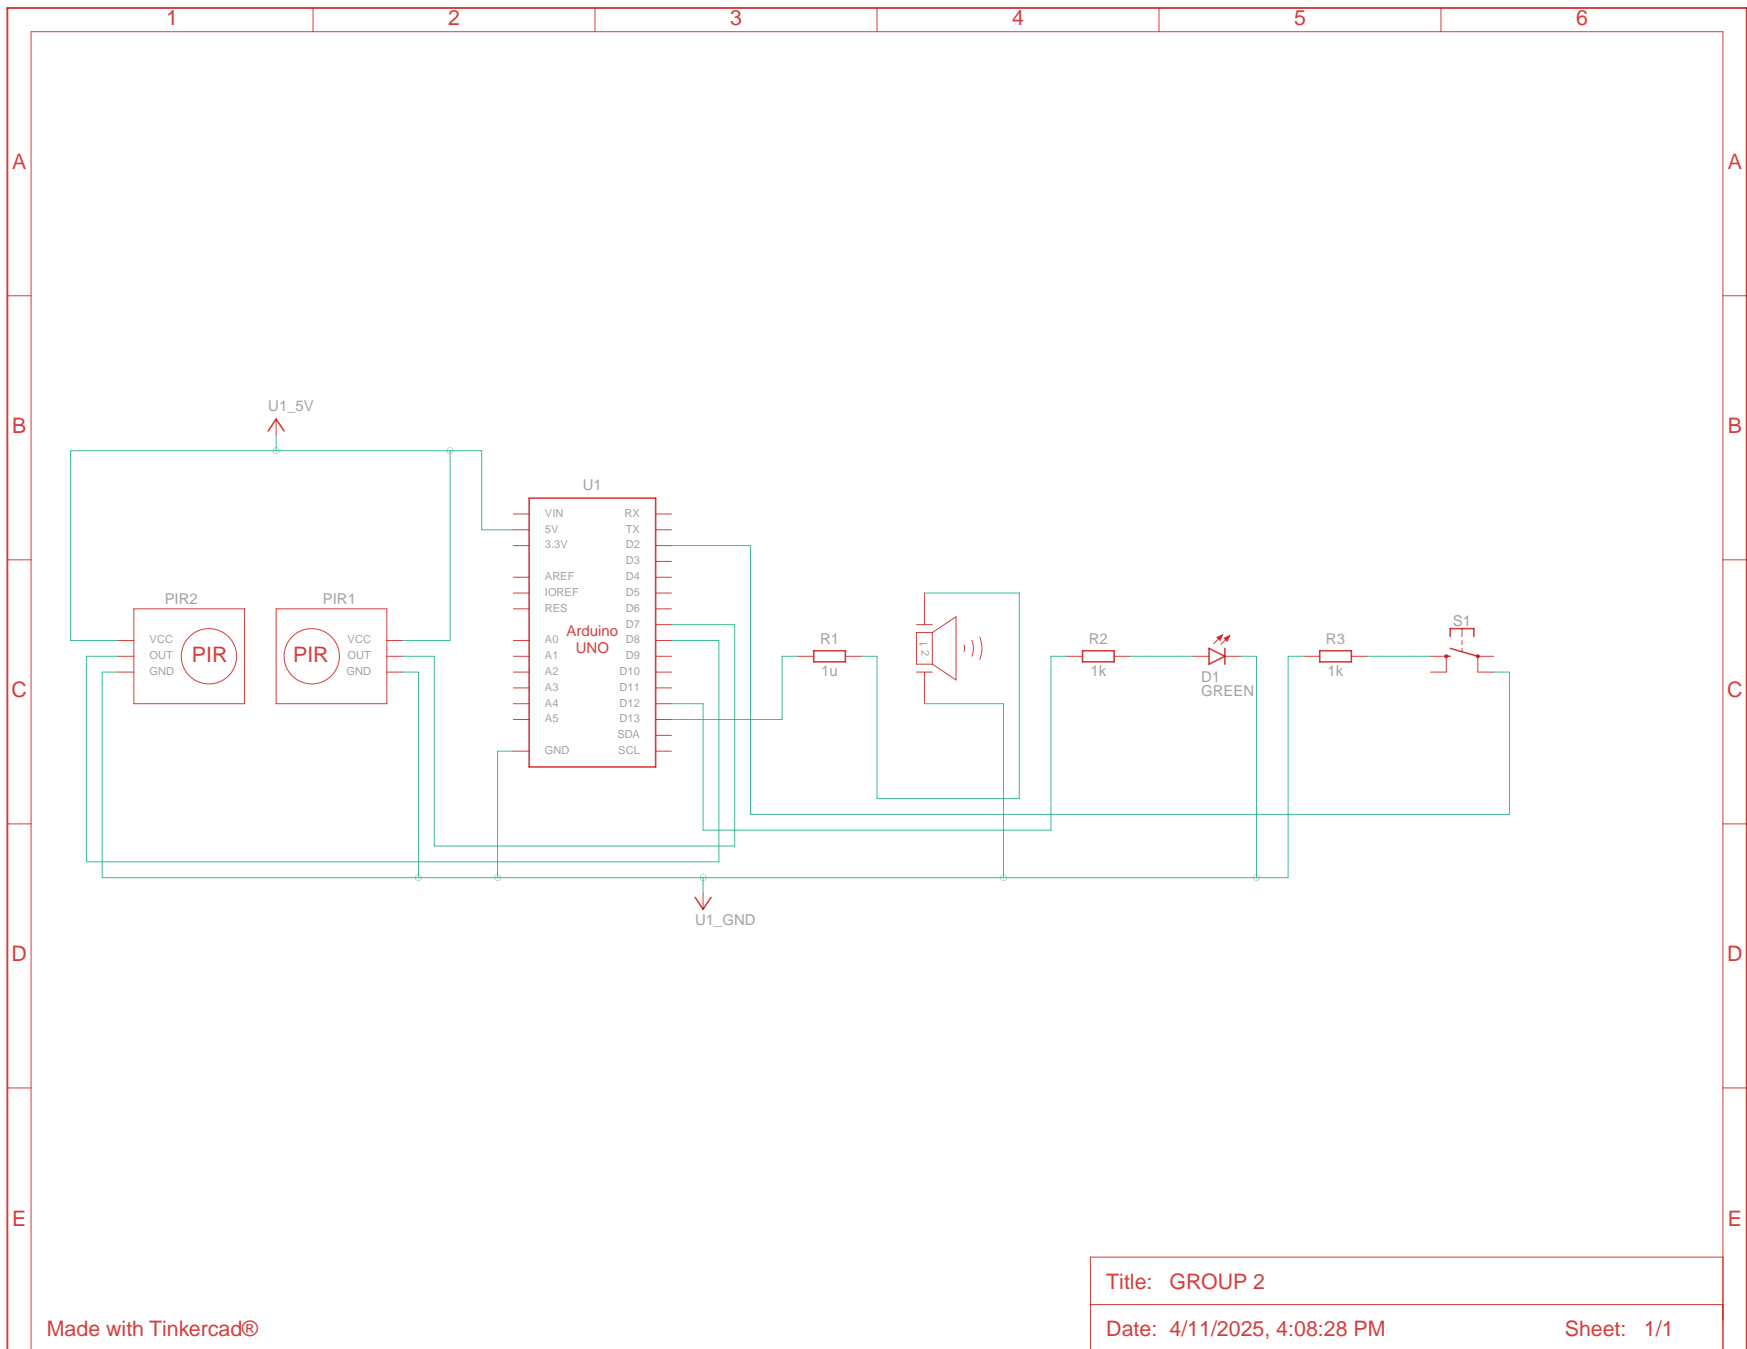 1 2 3 4 5 6
A A
B B
U1_5V
U1
VIN RX
5V TX
3.3V D2
D3
AREF D4
IOREF D5
RES D6
D7
A0 D8
A1 D9
A2 D10
A3 D11
A4 D12
A5 D13
SDA
GND SCL
Arduino
UNO
PIR2
VCC
OUT
GND
PIR
PIR1
PIR
VCC
OUT
GND
R1
1u
1 2
R2
1k
D1
GREEN
R3
1k
S1
C C
U1_GND
D D
E E
Title: GROUP 2
Made with Tinkercad®
Date: 4/11/2025, 4:08:28 PM Sheet: 1/1